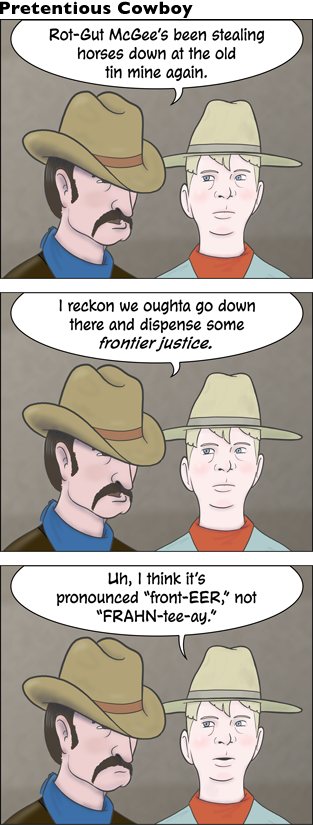 Pretentious Cowboy
Rot-Gut McGee's been stealing
horses down at the old
tin mine again.
I reckon we oughta go down
there and dispense some
frontier justice.
Uh, I think it's
pronounced “front-EER,” not
“FRAHN-tee-ay.”